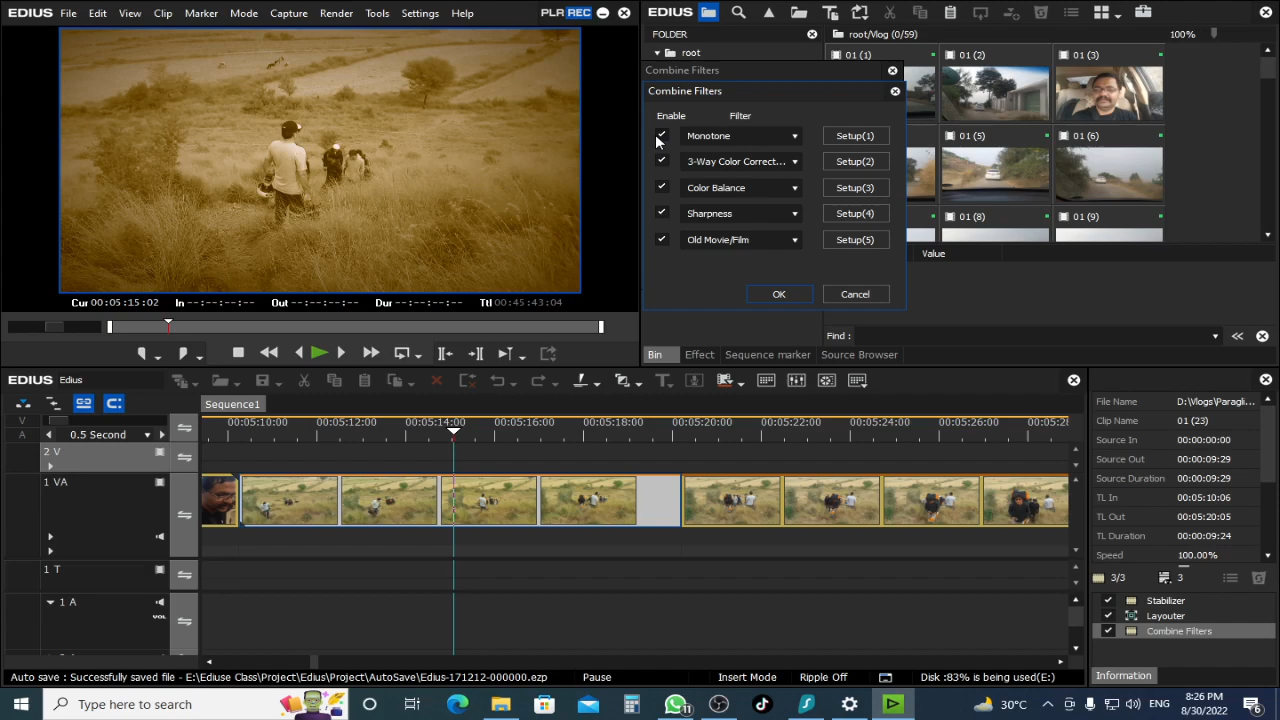 File Edit View Clip Marker Mode Capture Render Tools Settings Help PLR REC
EDIUS
FOLDER
root
root/Vlog (0/59) 100%
01 (1) 01 (2) 01 (3)
01 (5) 01 (6)
01 (8) 01 (9)
Combine Filters
Combine Filters
Enable Filter
Monotone Setup(1)
3-Way Color Correct... Setup(2)
Color Balance Setup(3)
Sharpness Setup(4)
Old Movie/Film Setup(5)
OK Cancel
Value
Cur 00:05:15:02 In --:--:--:-- Out --:--:--:-- Dur --:--:--:-- Ttl 00:45:43:04
Find :
Bin Effect Sequence marker Source Browser
EDIUS Edius
Sequence1
V
A
0.5 Second
00:05:10:00 00:05:12:00 00:05:14:00 00:05:16:00 00:05:18:00 00:05:20:00 00:05:22:00 00:05:24:00 00:05:26:00 00:05:28
2 V
1 VA
1 T
1 A
VOL
File Name D:\Vlogs\Paragli...
Clip Name 01 (23)
Source In 00:00:00:00
Source Out 00:00:09:29
Source Duration 00:00:09:29
TL In 00:05:10:06
TL Out 00:05:20:05
TL Duration 00:00:09:24
Speed 100.00%
3/3 3
Stabilizer
Layouter
Combine Filters
Information
Auto save : Successfully saved file - E:\Ediuse Class\Project\Edius\Project\AutoSave\Edius-171212-000000.ezp Pause Insert Mode Ripple Off Disk :83% is being used(E:)
Type here to search
11
30°C
ENG
8:26 PM
8/30/2022